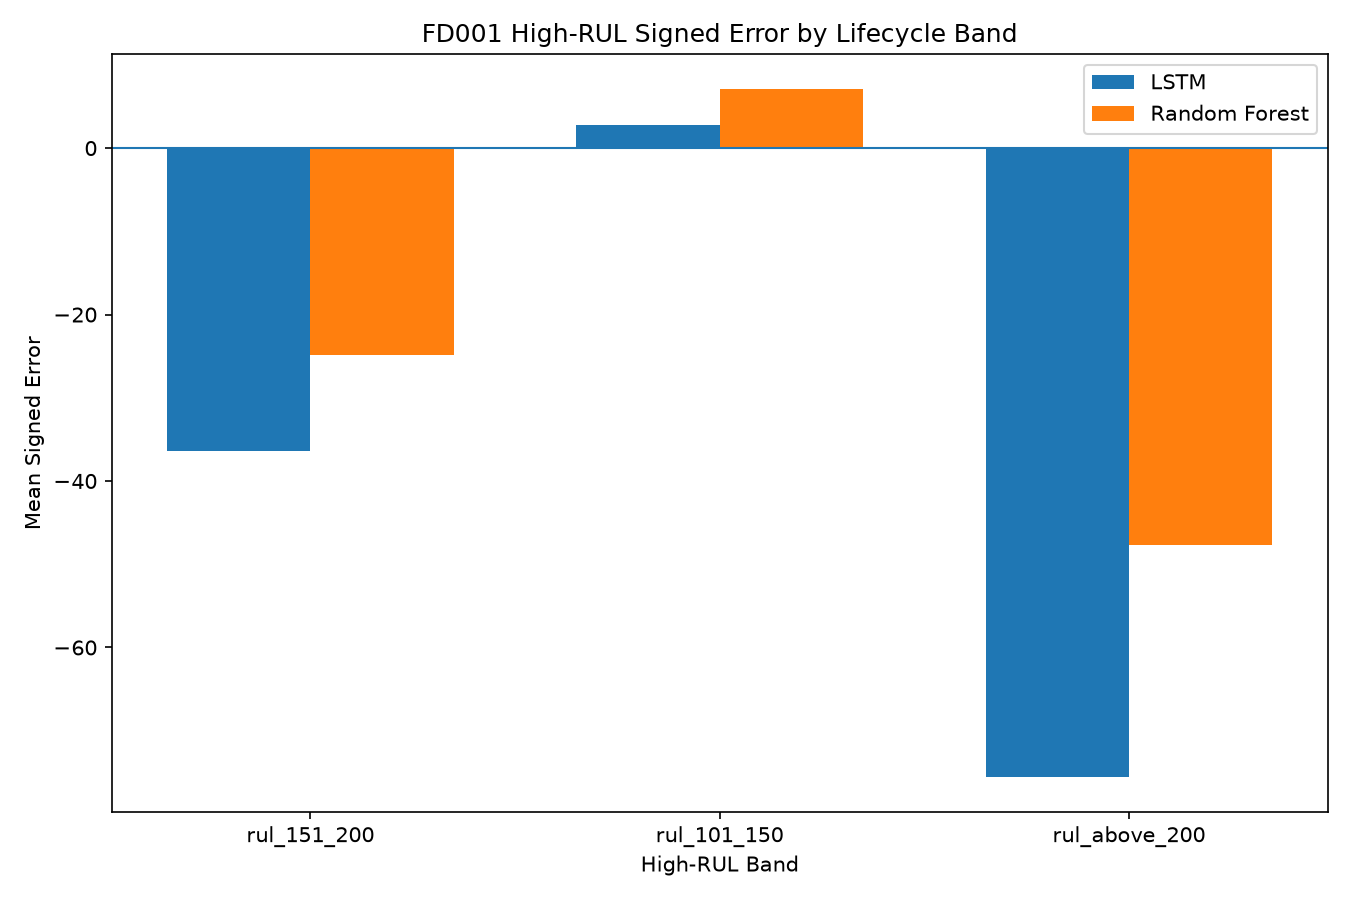 FD001 High-RUL Signed Error by Lifecycle Band
LSTM
Random Forest
Mean Signed Error
0
−20
−40
−60
rul_151_200
rul_101_150
rul_above_200
High-RUL Band